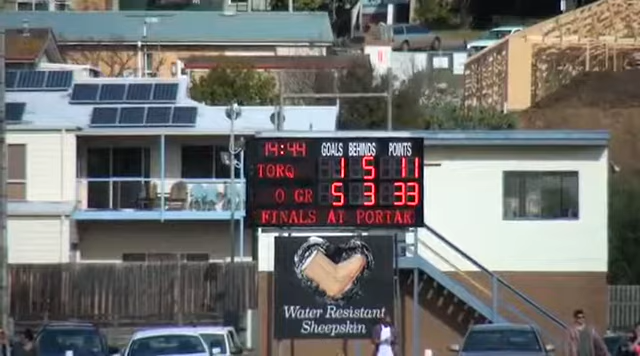 14:44 GOALS BEHINDS POINTS
TORQ 1 5 11
O GR 5 3 33
FINALS AT PORTAR
Water Resistant
Sheepskin